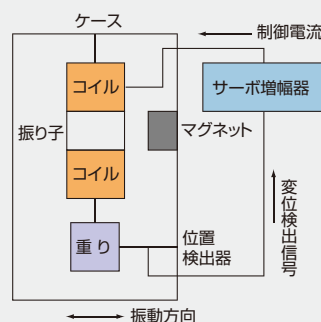 ケース
制御電流
コイル
サーボ増幅器
振り子
マグネット
コイル
変位検出信号
重り
位置
検出器
振動方向